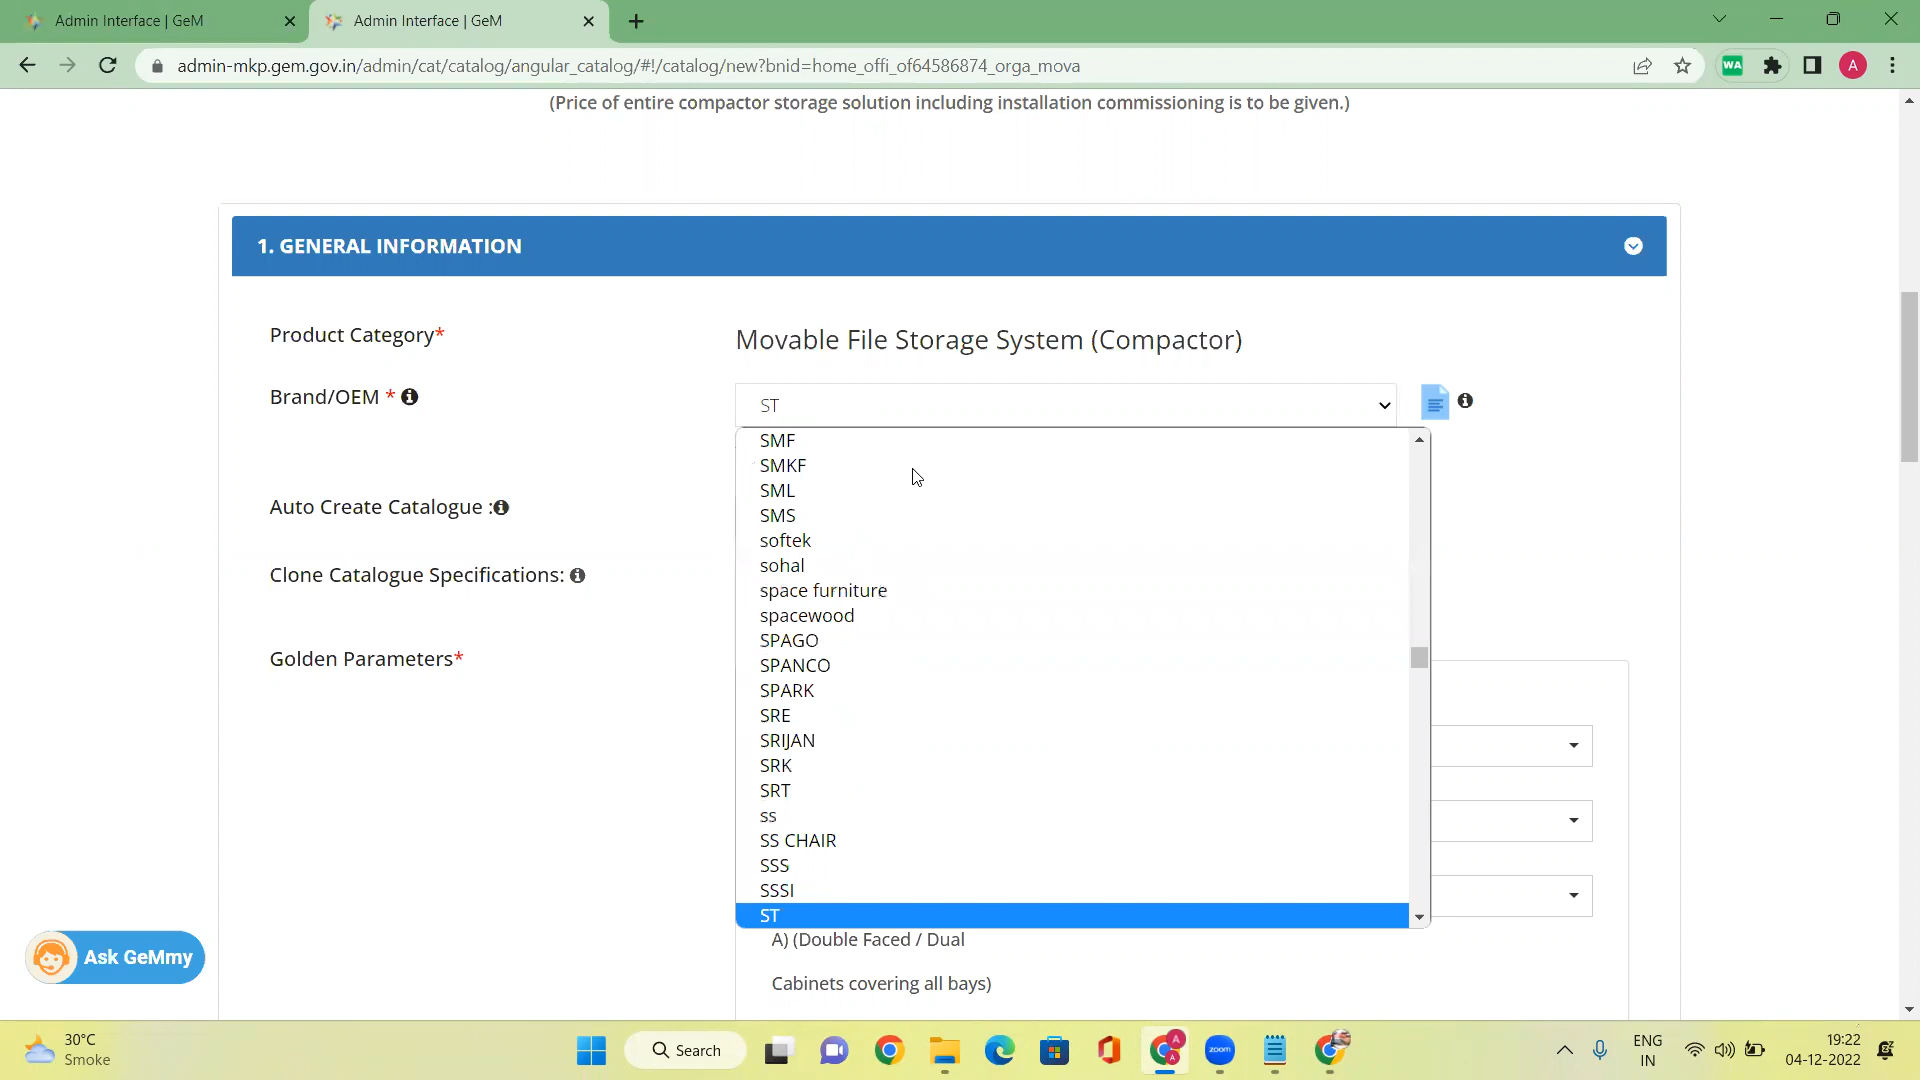 Admin Interface | GeM
Admin Interface | GeM
admin-mkp.gem.gov.in/admin/cat/catalog/angular_catalog/#!/catalog/new?bnid=home_offi_of64586874_orga_mova
WA
A
(Price of entire compactor storage solution including installation commissioning is to be given.)
1. GENERAL INFORMATION
Product Category*
Movable File Storage System (Compactor)
Brand/OEM *
ST
SMF
SMKF
SML
Auto Create Catalogue :
SMS
softek
sohal
Clone Catalogue Specifications:
space furniture
spacewood
SPAGO
Golden Parameters*
SPANCO
SPARK
SRE
SRIJAN
SRK
SRT
ss
SS CHAIR
SSS
SSSI
ST
A) (Double Faced / Dual
Cabinets covering all bays)
Ask GeMmy
30°C
Smoke
Search
A
A
zoom
ENG
IN
19:22
04-12-2022